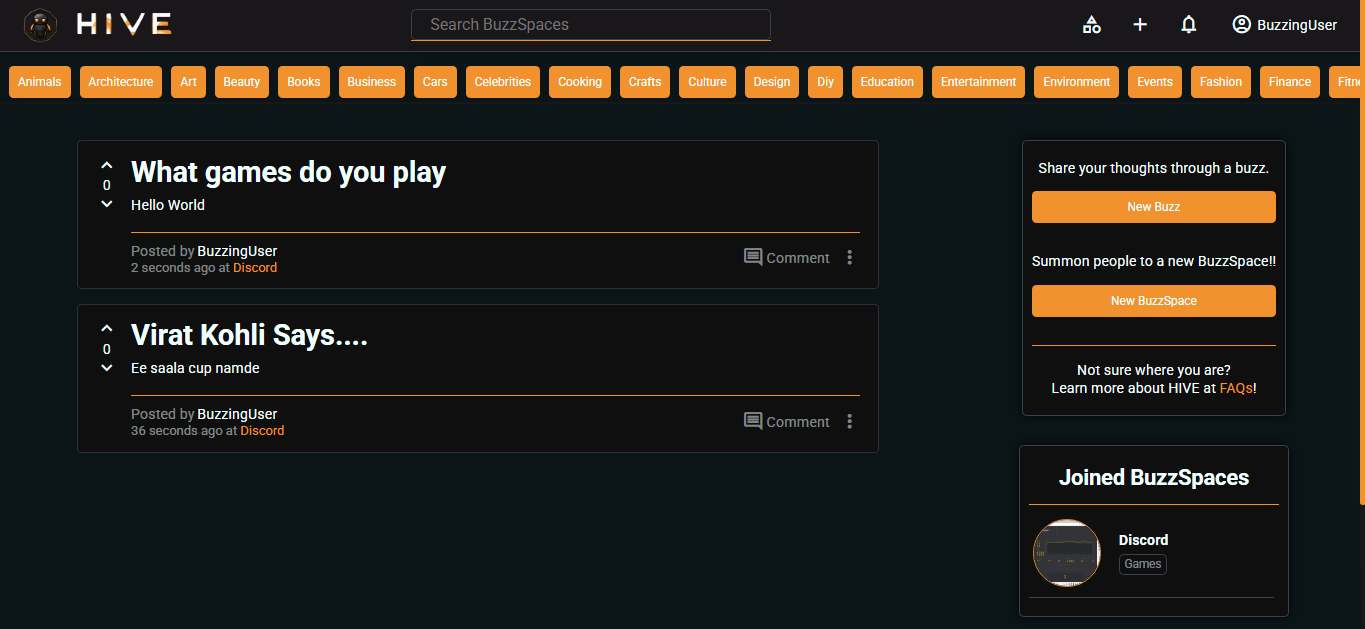 HIVE
Search BuzzSpaces
BuzzingUser
Animals Architecture Art Beauty Books Business Cars Celebrities Cooking Crafts Culture Design Diy Education Entertainment Environment Events Fashion Finance Fitne
0
What games do you play
Hello World
Posted by BuzzingUser
2 seconds ago at Discord
Comment
0
Virat Kohli Says....
Ee saala cup namde
Posted by BuzzingUser
36 seconds ago at Discord
Comment
Share your thoughts through a buzz.
New Buzz
Summon people to a new BuzzSpace!!
New BuzzSpace
Not sure where you are?
Learn more about HIVE at FAQs!
Joined BuzzSpaces
Discord
Games